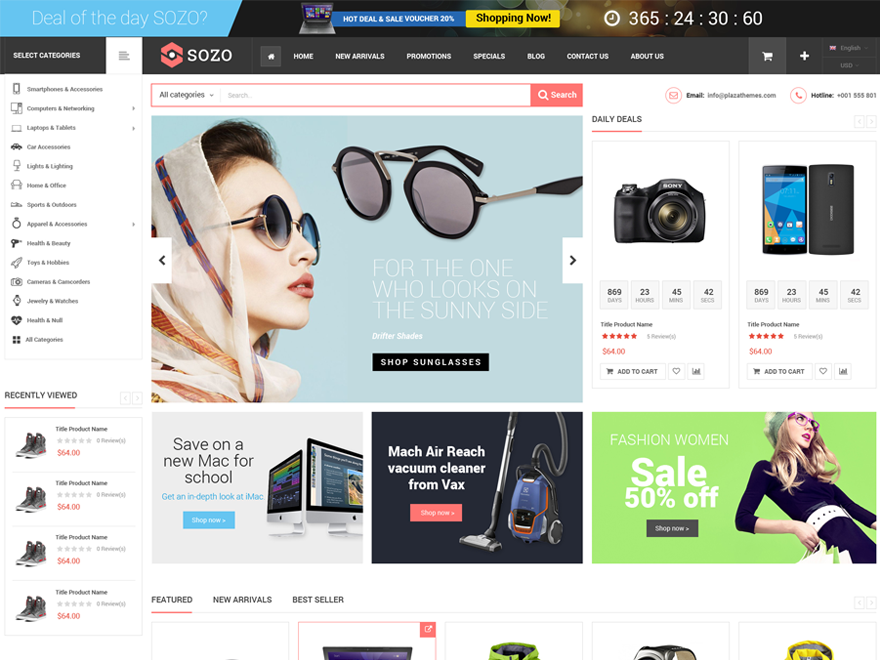 Deal of the day SOZO?
HOT DEAL & SALE VOUCHER 20%
Shopping Now!
365 : 24 : 30 : 60
SELECT CATEGORIES
SOZO
HOME
NEW ARRIVALS
PROMOTIONS
SPECIALS
BLOG
CONTACT US
ABOUT US
English
USD
Smartphones & Accessories
Computers & Networking
Laptops & Tablets
Car Accessories
Lights & Lighting
Home & Office
Sports & Outdoors
Apparel & Accessories
Health & Beauty
Toys & Hobbies
Cameras & Camcorders
Jewelry & Watches
Health & Null
All Categories
All categories
Search...
Search
Email: info@plazathemes.com
Hotline: +001 555 801
FOR THE ONE
WHO LOOKS ON
THE SUNNY SIDE
Drifter Shades
SHOP SUNGLASSES
DAILY DEALS
SONY
869 23 45 42
DAYS HOURS MINS SECS
Title Product Name
5 Review(s)
$64.00
ADD TO CART
869 23 45 42
DAYS HOURS MINS SECS
Title Product Name
5 Review(s)
$64.00
ADD TO CART
RECENTLY VIEWED
Title Product Name
0 Review(s)
$64.00
Title Product Name
0 Review(s)
$64.00
Title Product Name
0 Review(s)
$64.00
Title Product Name
0 Review(s)
$64.00
Save on a
new Mac for
school
Get an in-depth look at iMac.
Shop now »
Mach Air Reach
vacuum cleaner
from Vax
Shop now »
FASHION WOMEN
Sale
50% off
Shop now »
FEATURED
NEW ARRIVALS
BEST SELLER